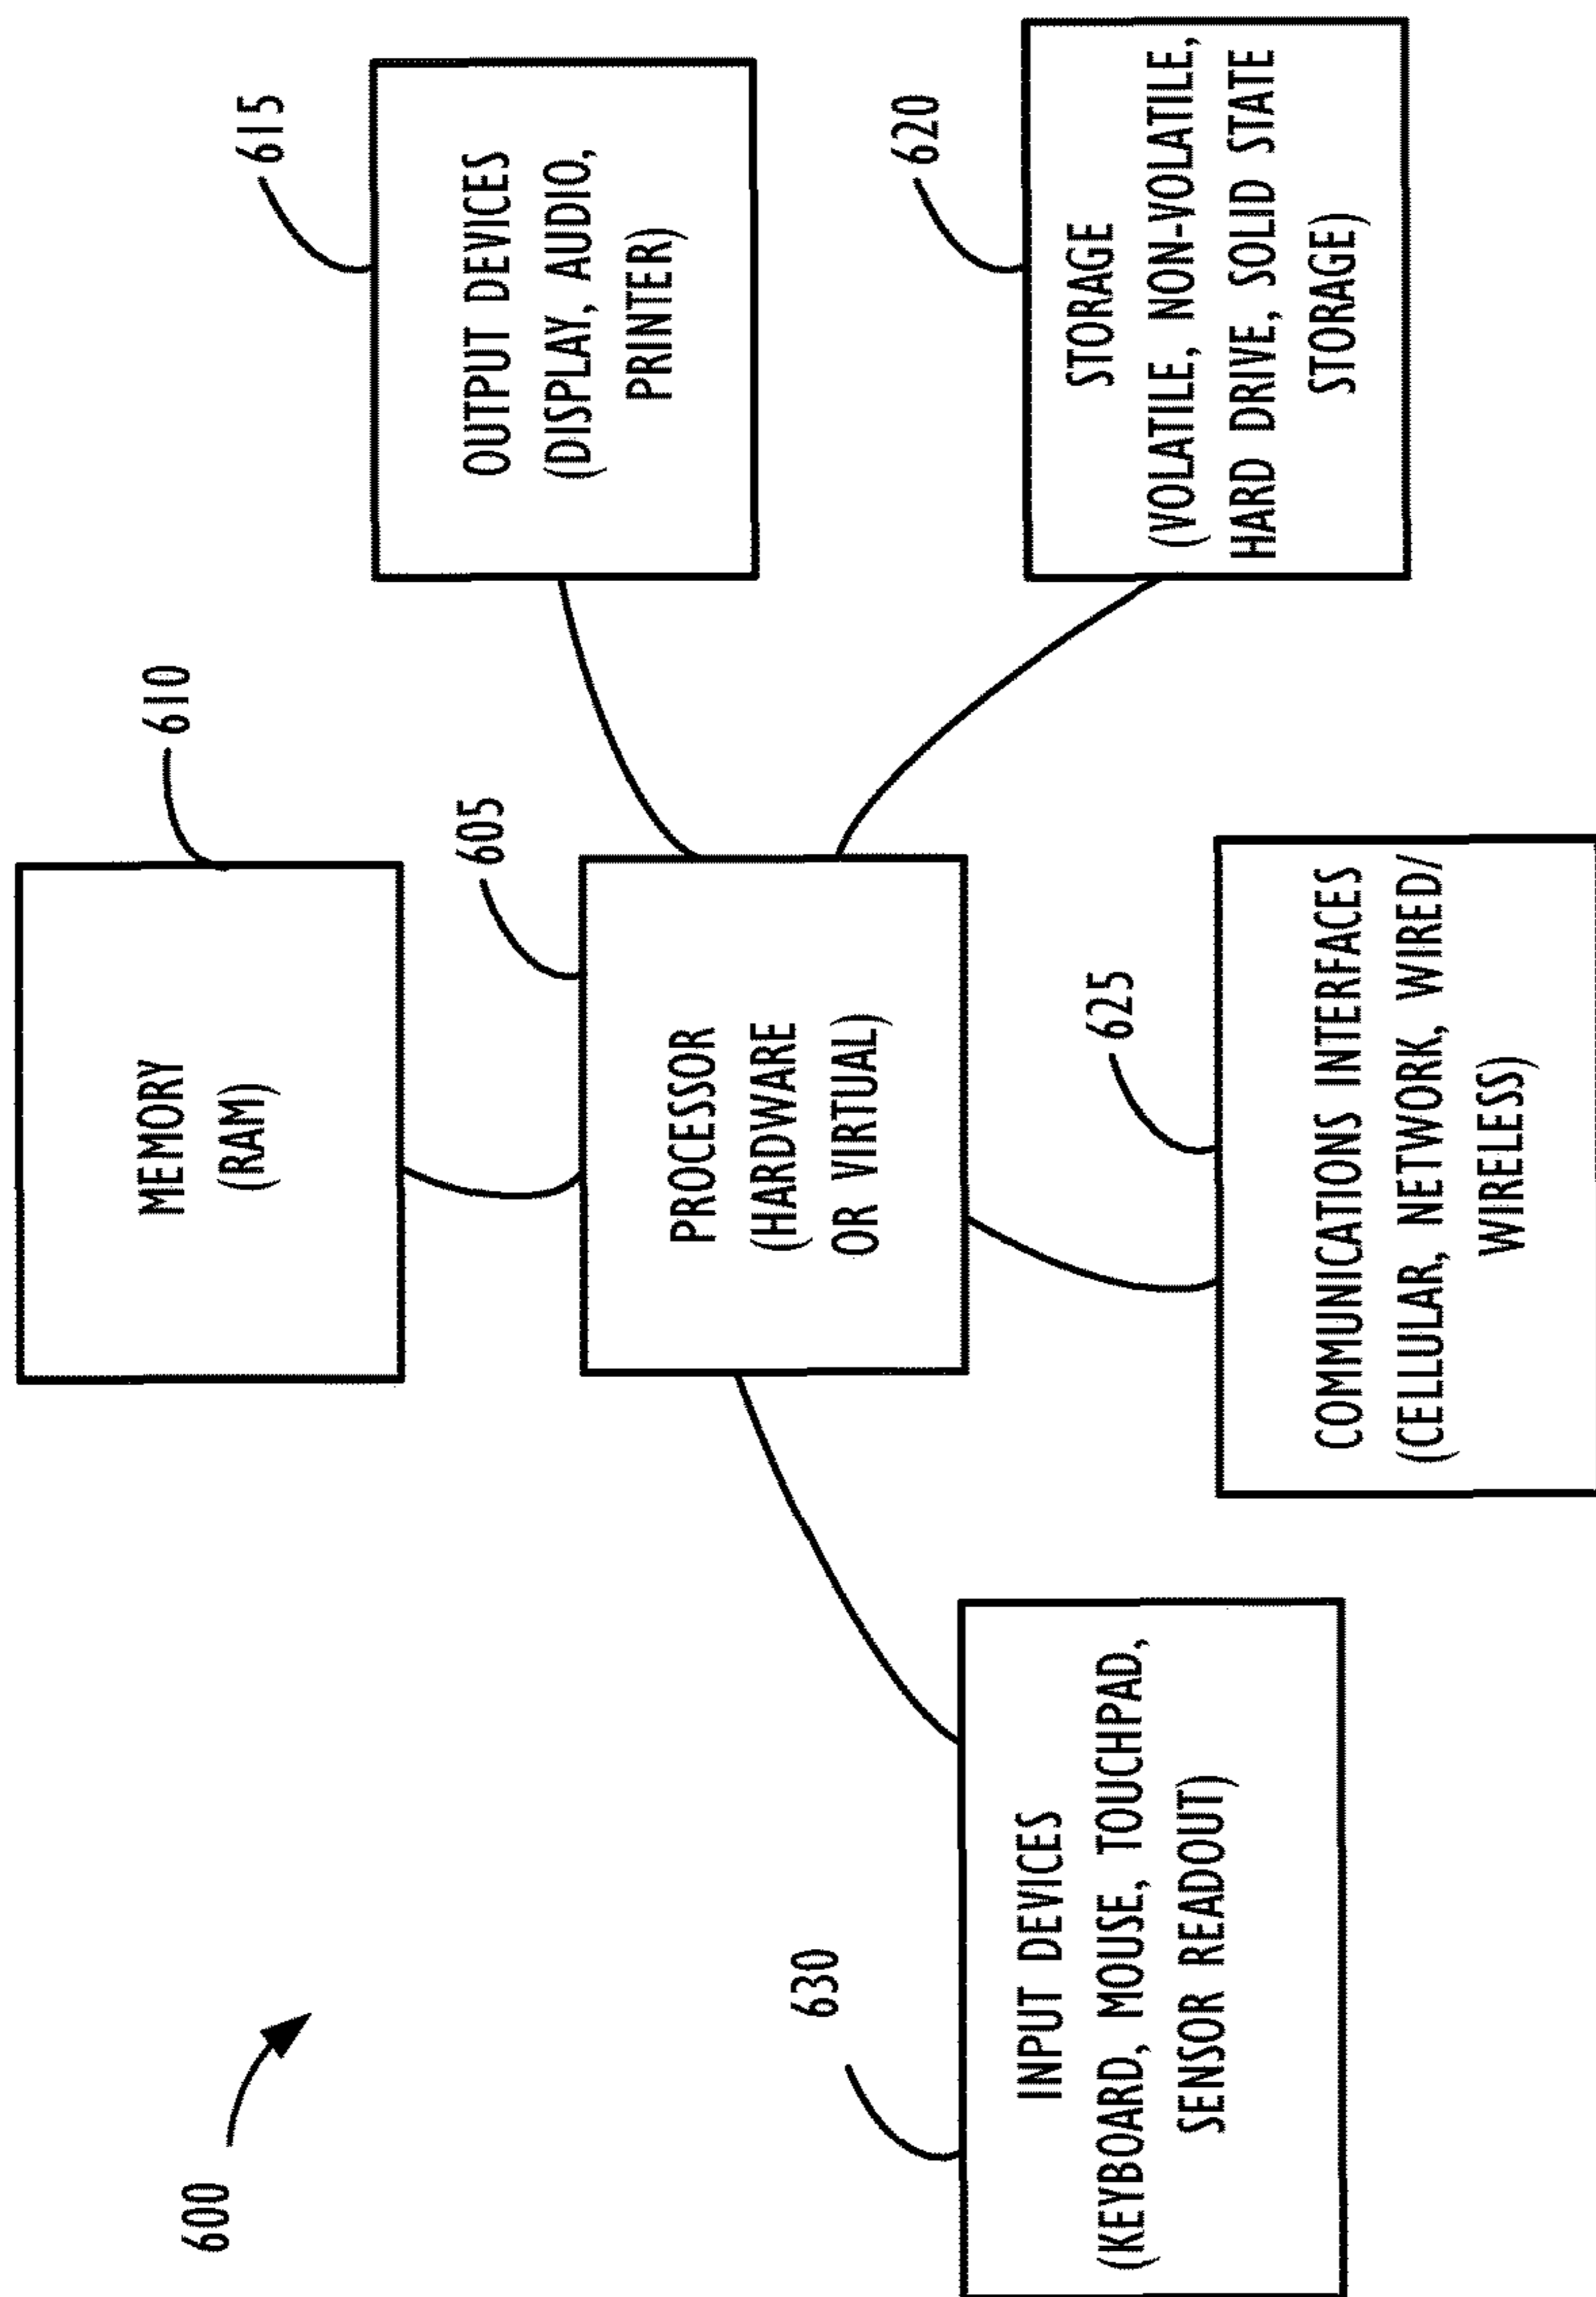 600
610
MEMORY
(RAM)
615
OUTPUT DEVICES
(DISPLAY, AUDIO,
PRINTER)
605
PROCESSOR
(HARDWARE
OR VIRTUAL)
630
INPUT DEVICES
(KEYBOARD, MOUSE, TOUCHPAD,
SENSOR READOUT)
625
COMMUNICATIONS INTERFACES
(CELLULAR, NETWORK, WIRED/
WIRELESS)
620
STORAGE
(VOLATILE, NON-VOLATILE,
HARD DRIVE, SOLID STATE
STORAGE)